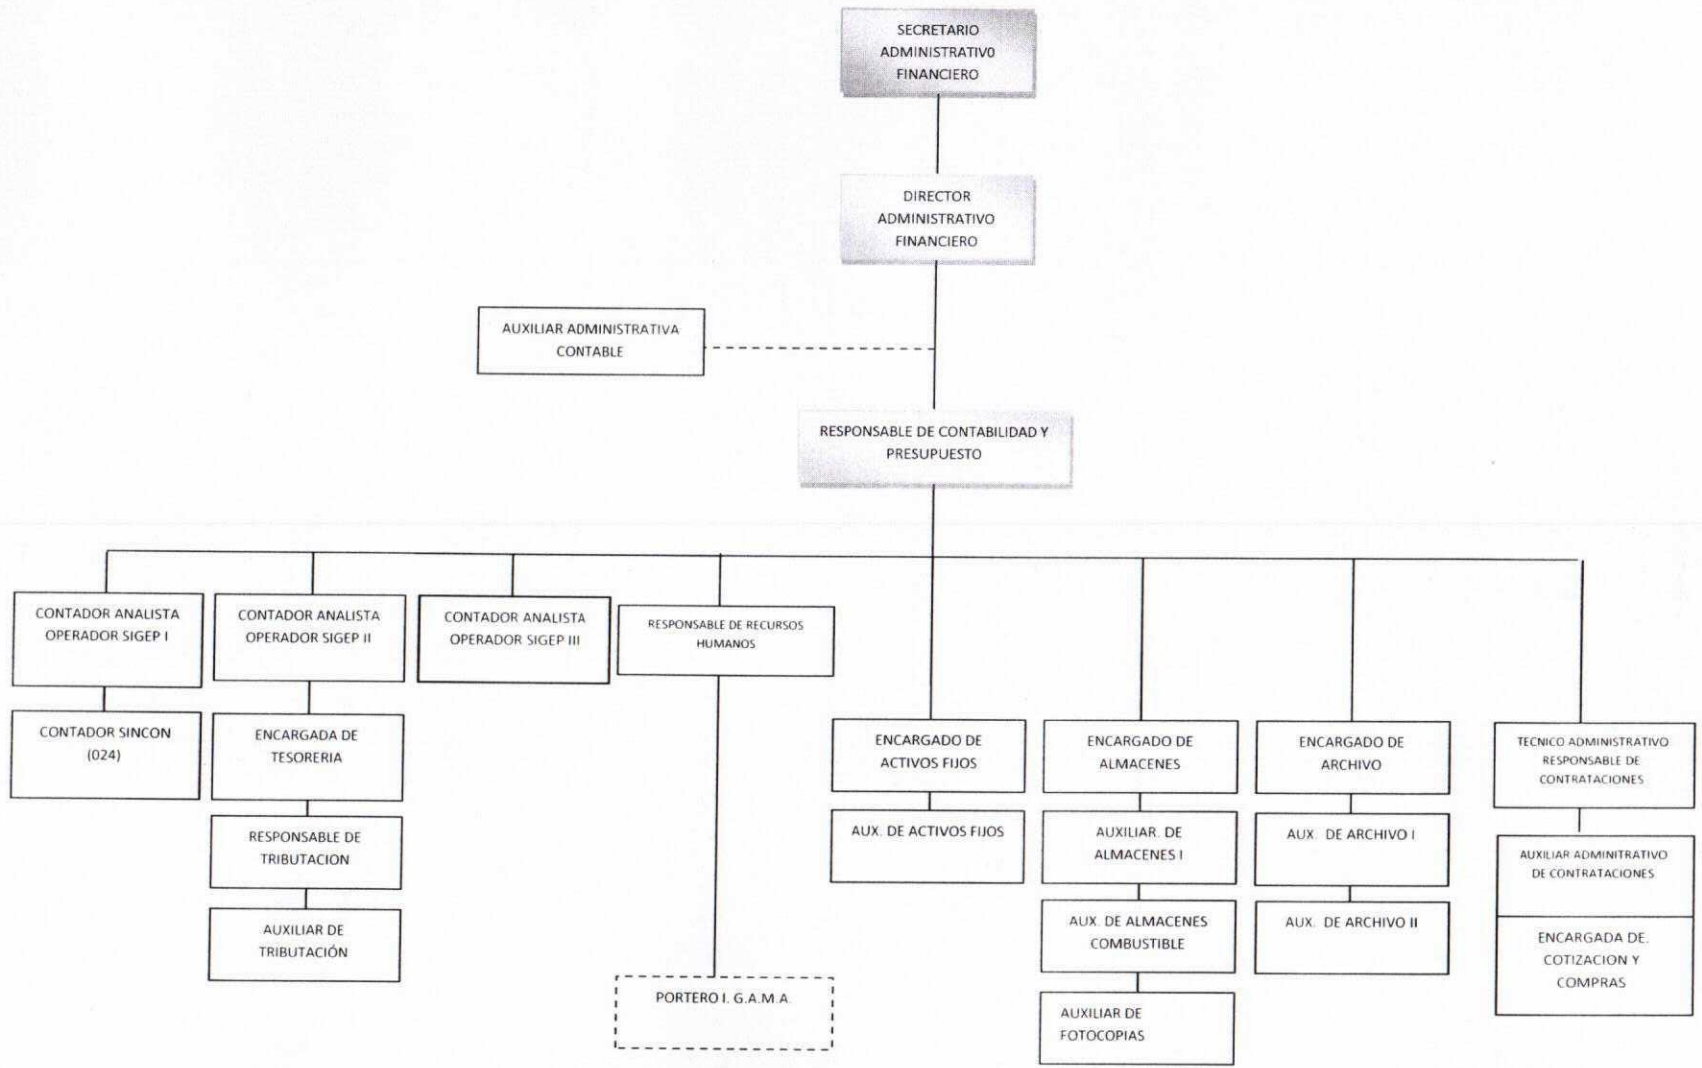 SECRETARIO
ADMINISTRATIVO
FINANCIERO
DIRECTOR
ADMINISTRATIVO
FINANCIERO
AUXILIAR ADMINISTRATIVA
CONTABLE
RESPONSABLE DE CONTABILIDAD Y
PRESUPUESTO
CONTADOR ANALISTA
OPERADOR SIGEP I
CONTADOR ANALISTA
OPERADOR SIGEP II
CONTADOR ANALISTA
OPERADOR SIGEP III
RESPONSABLE DE RECURSOS
HUMANOS
CONTADOR SINCON
(024)
ENCARGADA DE
TESORERIA
ENCARGADO DE
ACTIVOS FIJOS
ENCARGADO DE
ALMACENES
ENCARGADO DE
ARCHIVO
TECNICO ADMINISTRATIVO
RESPONSABLE DE
CONTRATACIONES
RESPONSABLE DE
TRIBUTACION
AUX. DE ACTIVOS FIJOS
AUXILIAR. DE
ALMACENES I
AUX. DE ARCHIVO I
AUXILIAR ADMINITRATIVO
DE CONTRATACIONES
AUXILIAR DE
TRIBUTACIÓN
AUX. DE ALMACENES
COMBUSTIBLE
AUX. DE ARCHIVO II
ENCARGADA DE.
COTIZACION Y
COMPRAS
PORTERO I. G.A.M.A.
AUXILIAR DE
FOTOCOPIAS